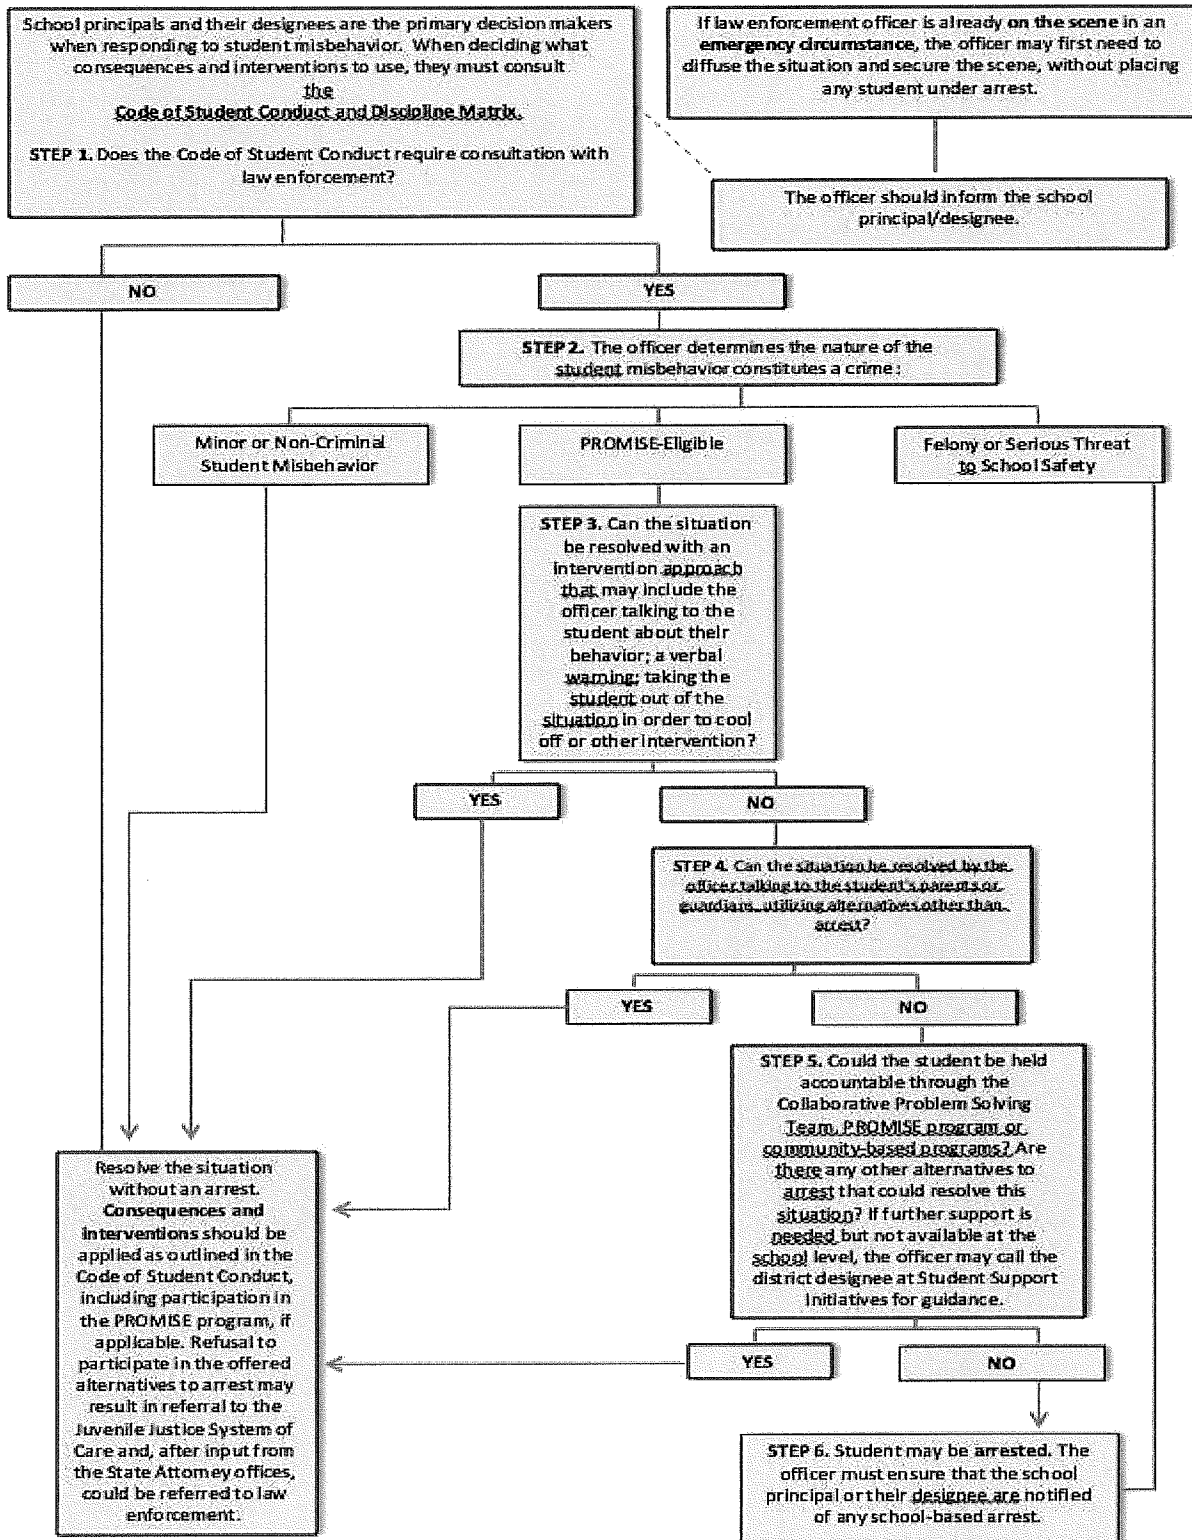 School principals and their designees are the primary decision makers
when responding to student misbehavior. When deciding what
consequences and interventions to use, they must consult
the
Code of Student Conduct and Discipline Matrix.
STEP 1. Does the Code of Student Conduct require consultation with
law enforcement?
If law enforcement officer is already on the scene in an
emergency circumstance, the officer may first need to
diffuse the situation and secure the scene, without placing
any student under arrest.
The officer should inform the school
principal/designee.
NO
YES
STEP 2. The officer determines the nature of the
student misbehavior constitutes a crime:
Minor or Non-Criminal
Student Misbehavior
PROMISE-Eligible
Felony or Serious Threat
to School Safety
STEP 3. Can the situation
be resolved with an
intervention approach
that may include the
officer talking to the
student about their
behavior; a verbal
warning; taking the
student out of the
situation in order to cool
off or other intervention?
YES
NO
STEP 4. Can the situation be resolved by the
officer talking to the student's parents or
guardians, utilizing alternatives other than
arrest?
YES
NO
STEP 5. Could the student be held
accountable through the
Collaborative Problem Solving
Team, PROMISE program or
community-based programs? Are
there any other alternatives to
arrest that could resolve this
situation? If further support is
needed but not available at the
school level, the officer may call the
district designee at Student Support
Initiatives for guidance.
YES
NO
Resolve the situation
without an arrest.
Consequences and
interventions should be
applied as outlined in the
Code of Student Conduct,
including participation in
the PROMISE program, if
applicable. Refusal to
participate in the offered
alternatives to arrest may
result in referral to the
Juvenile Justice System of
Care and, after input from
the State Attorney offices,
could be referred to law
enforcement.
STEP 6. Student may be arrested. The
officer must ensure that the school
principal or their designee are notified
of any school-based arrest.